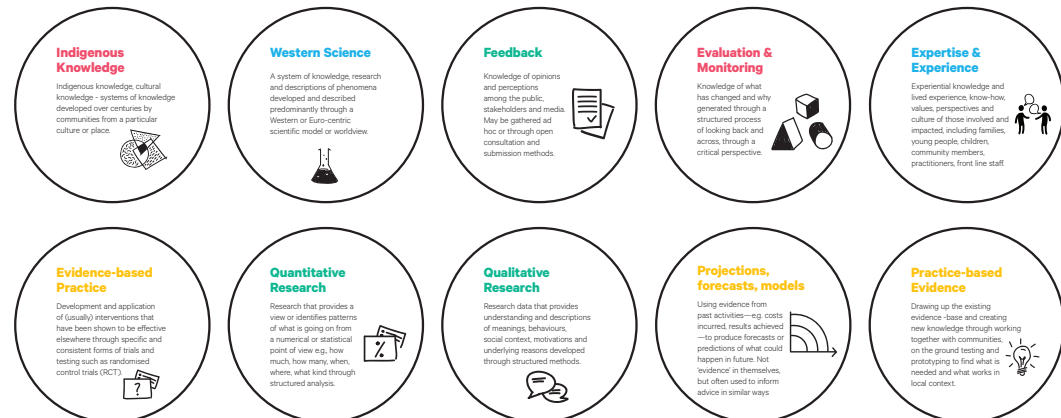 Indigenous
Knowledge
Indigenous knowledge, cultural
knowledge - systems of knowledge
developed over centuries by
communities from a particular
culture or place.
Western Science
A system of knowledge, research
and descriptions of phenomena
developed and described
predominantly through a
Western or Euro-centric
scientific model or worldview.
Feedback
Knowledge of opinions
and perceptions
among the public,
stakeholders and media.
May be gathered ad
hoc or through open
consultation and
submission methods.
Evaluation &
Monitoring
Knowledge of what
has changed and why
generated through a
structured process
of looking back and
across, through a
critical perspective.
Expertise &
Experience
Experiential knowledge and
lived experience, know-how,
values, perspectives and
culture of those involved and
impacted, including families,
young people, children,
community members,
practitioners, front line staff.
Evidence-based
Practice
Development and application
of (usually) interventions that
have been shown to be effective
elsewhere through specific and
consistent forms of trials and
testing such as randomised
control trials (RCT).
?
Quantitative
Research
Research that provides a
view or identifies patterns
of what is going on from
a numerical or statistical
point of view e.g., how
much, how many, when,
where, what kind through
structured analysis.
%
Qualitative
Research
Research data that provides
understanding and descriptions
of meanings, behaviours,
social context, motivations and
underlying reasons developed
through structured methods.
Projections,
forecasts, models
Using evidence from
past activities—e.g. costs
incurred, results achieved
—to produce forecasts or
predictions of what could
happen in future. Not
'evidence' in themselves,
but often used to inform
advice in similar ways
Practice-based
Evidence
Drawing up the existing
evidence -base and creating
new knowledge through working
together with communities,
on the ground testing and
prototyping to find what is
needed and what works in
local context.